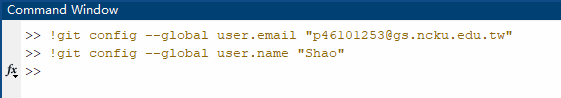 Command Window
>> !git config --global user.email "p46101253@gs.ncku.edu.tw"
>> !git config --global user.name "Shao"
fx >>